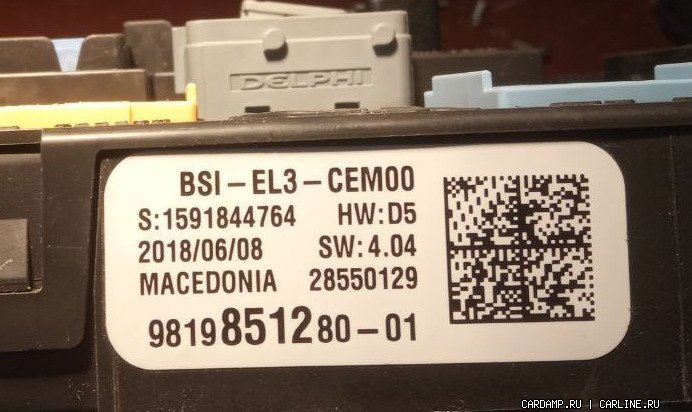 DELPHI
BSI-EL3-CEM00
S:1591844764 HW:D5
2018/06/08 SW:4.04
MACEDONIA 28550129
9819851280-01
CARDAMP.RU | CARLINE.RU